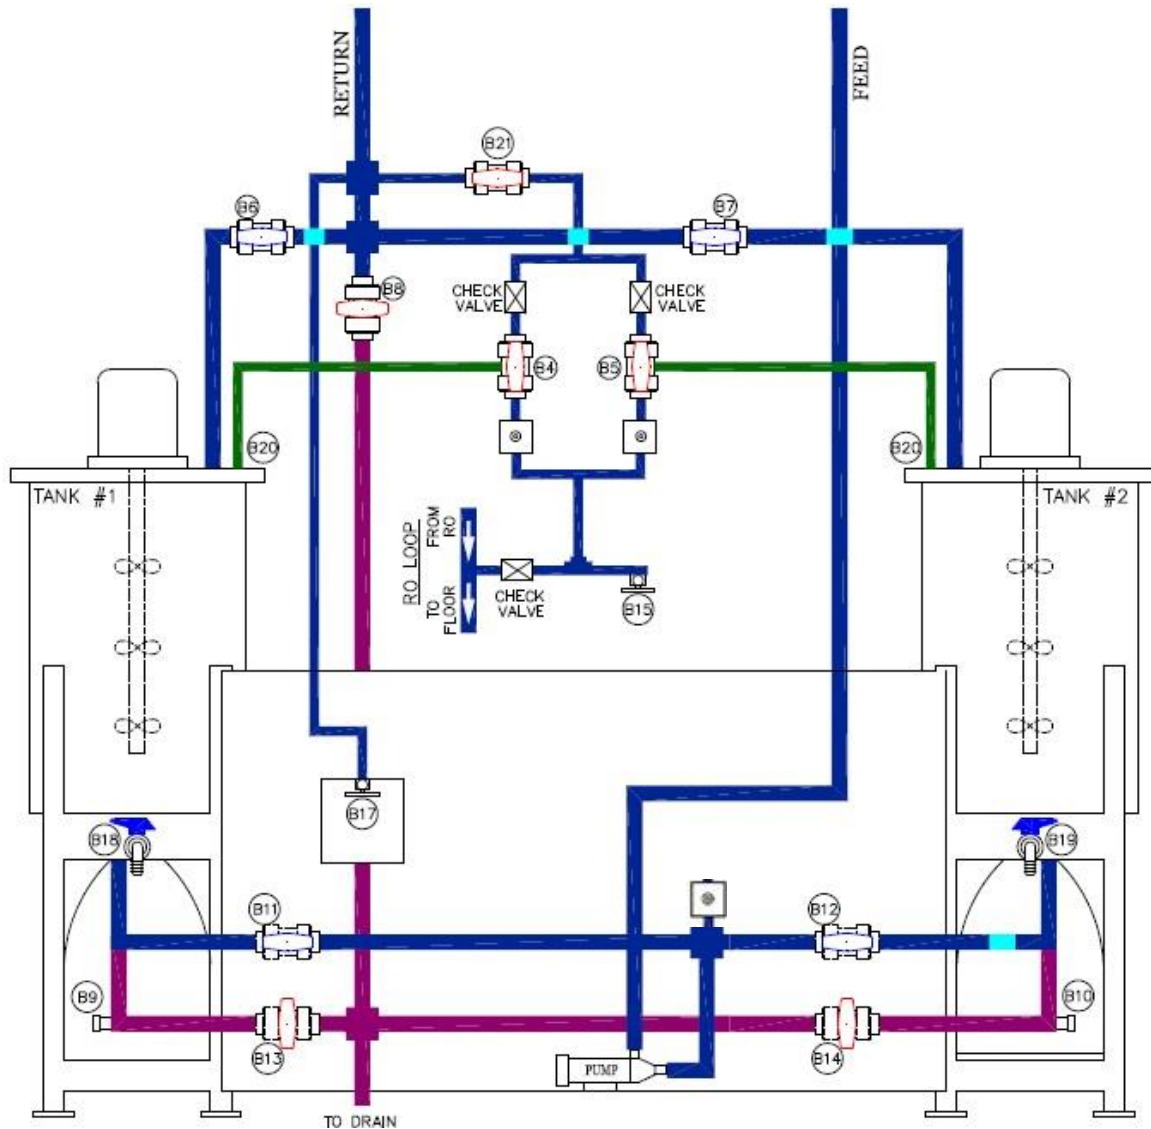 RETURN
FEED
B21
B6
B7
B8
CHECK
VALVE
CHECK
VALVE
B4
B5
B20
B20
TANK #1
TANK #2
RO LOOP
FROM
RO
TO
FLOOR
CHECK
VALVE
B15
B17
B18
B19
B11
B12
B9
B10
B13
B14
PUMP
TO DRAIN